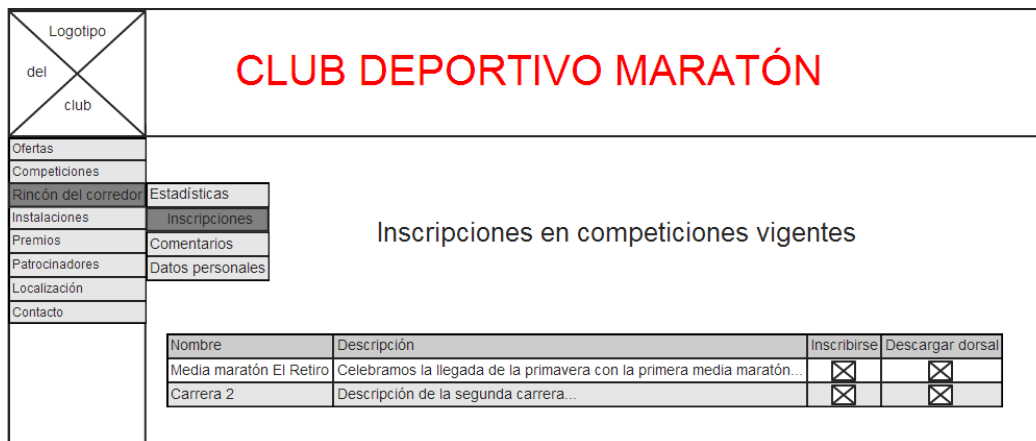 Logotipo
del
club
CLUB DEPORTIVO MARATÓN
Ofertas
Competiciones
Rincón del corredor
Instalaciones
Premios
Patrocinadores
Localización
Contacto
Estadísticas
Inscripciones
Comentarios
Datos personales
Inscripciones en competiciones vigentes
Nombre Descripción Inscribirse Descargar dorsal
Media maratón El Retiro Celebramos la llegada de la primavera con la primera media maratón...
Carrera 2 Descripción de la segunda carrera...